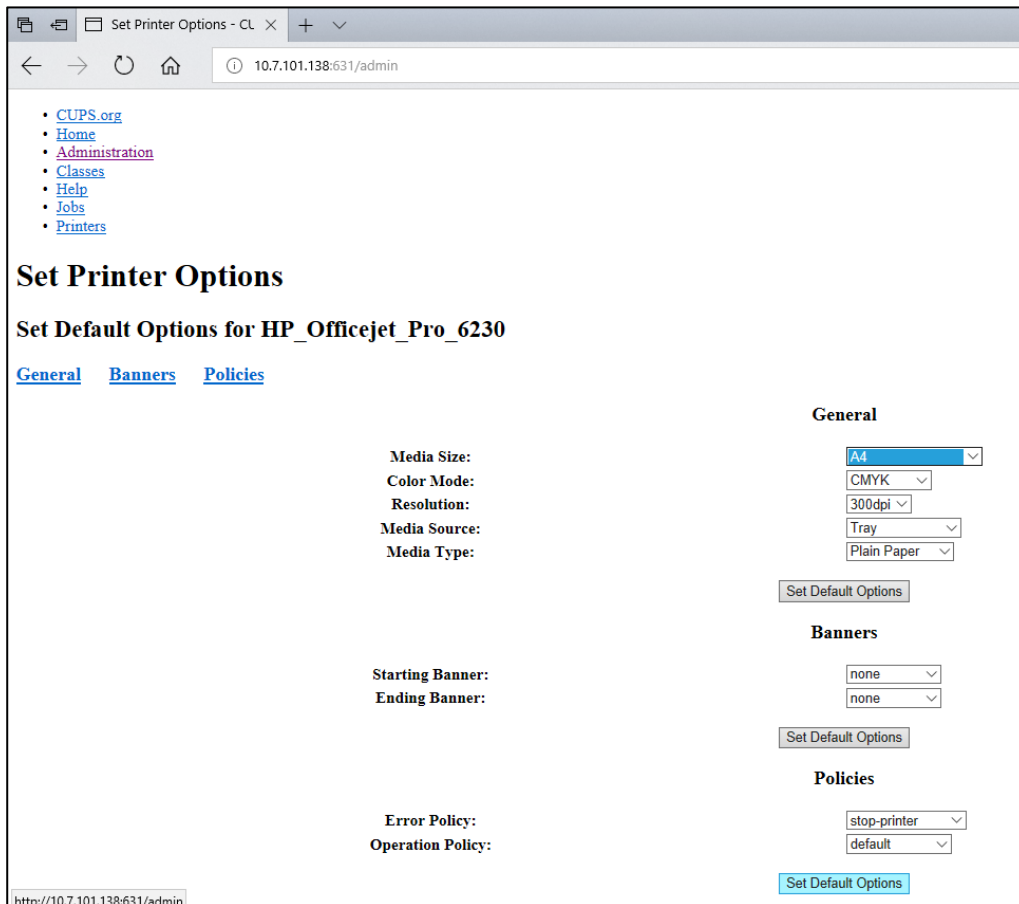 Set Printer Options - CU
10.7.101.138:631/admin
• CUPS.org
• Home
• Administration
• Classes
• Help
• Jobs
• Printers
Set Printer Options
Set Default Options for HP_Officejet_Pro_6230
General Banners Policies
General
Media Size: A4
Color Mode: CMYK
Resolution: 300dpi
Media Source: Tray
Media Type: Plain Paper
Set Default Options
Banners
Starting Banner: none
Ending Banner: none
Set Default Options
Policies
Error Policy: stop-printer
Operation Policy: default
Set Default Options
http://10.7.101.138:631/admin